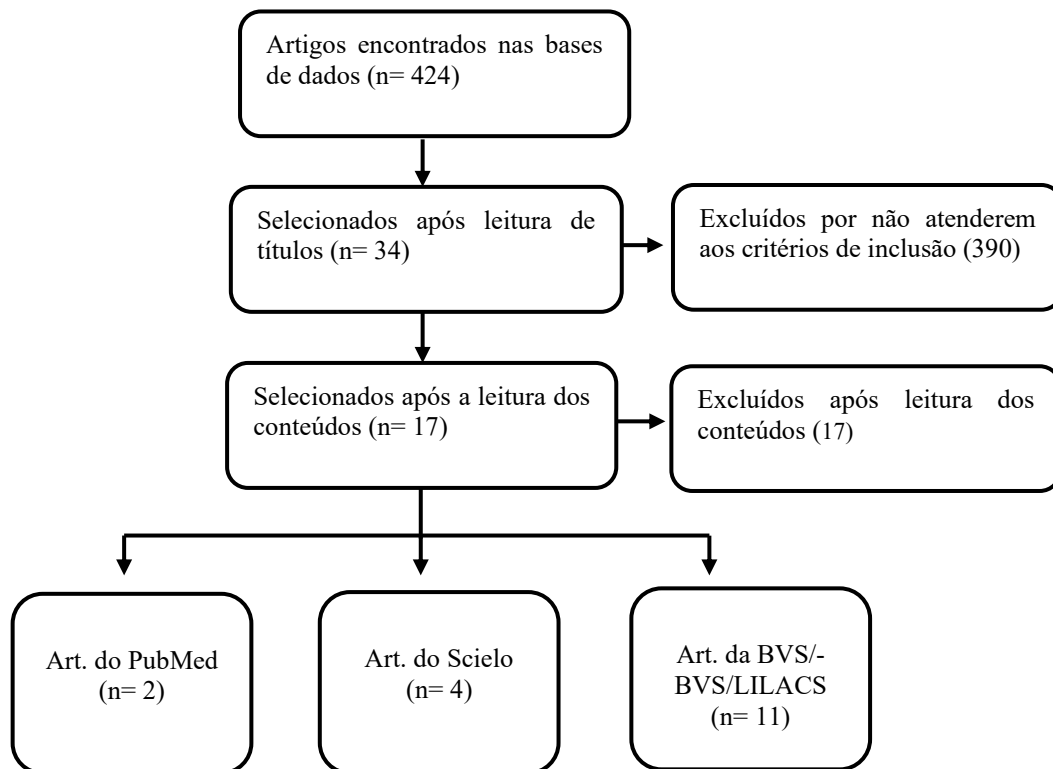 Artigos encontrados nas bases
de dados (n= 424)
Selecionados após leitura de
títulos (n= 34)
Excluídos por não atenderem
aos critérios de inclusão (390)
Selecionados após a leitura dos
conteúdos (n= 17)
Excluídos após leitura dos
conteúdos (17)
Art. do PubMed
(n= 2)
Art. do Scielo
(n= 4)
Art. da BVS/-
BVS/LILACS
(n= 11)